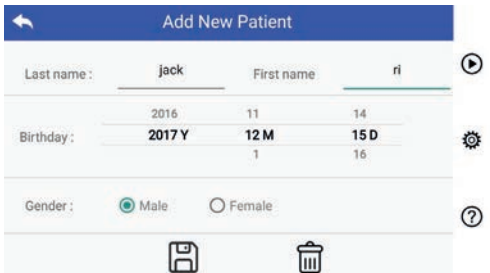 Add New Patient
Last name : jack First name ri
2016 11 14
Birthday : 2017 Y 12 M 15 D
1 16
Gender : Male Female
?